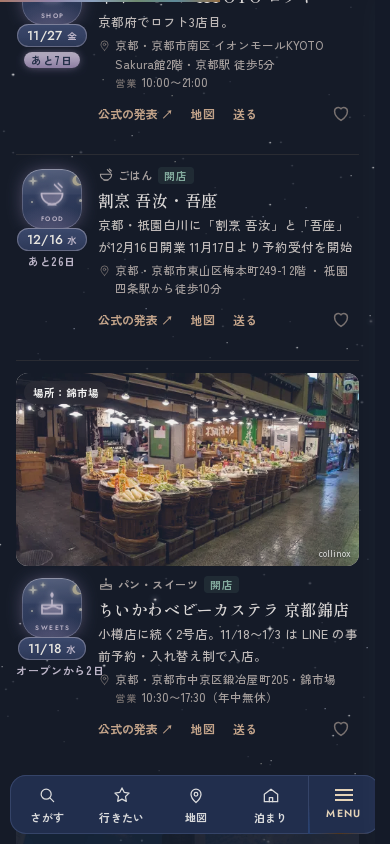 SHOP
11/27 金
あと7日
京都府でロフト3店目。
京都・京都市南区 イオンモールKYOTO
Sakura館2階・京都駅 徒歩5分
営業 10:00〜21:00
公式の発表 ↗ 地図 送る
FOOD
12/16 水
あと26日
ごはん 開店
割烹 吾汝・吾座
京都・祇園白川に「割烹 吾汝」と「吾座」
が12月16日開業 11月17日より予約受付を開始
京都・京都市東山区梅本町249-1 2階 ・ 祇園
四条駅から徒歩10分
公式の発表 ↗ 地図 送る
場所：錦市場
collinox
SWEETS
11/18 水
オープンから2日
パン・スイーツ 開店
ちいかわベビーカステラ 京都錦店
小樽店に続く2号店。11/18〜1/3 は LINE の事
前予約・入れ替え制で入店。
京都・京都市中京区鍛冶屋町205・錦市場
営業 10:30〜17:30（年中無休）
公式の発表 ↗ 地図 送る
さがす 行きたい 地図 泊まり MENU